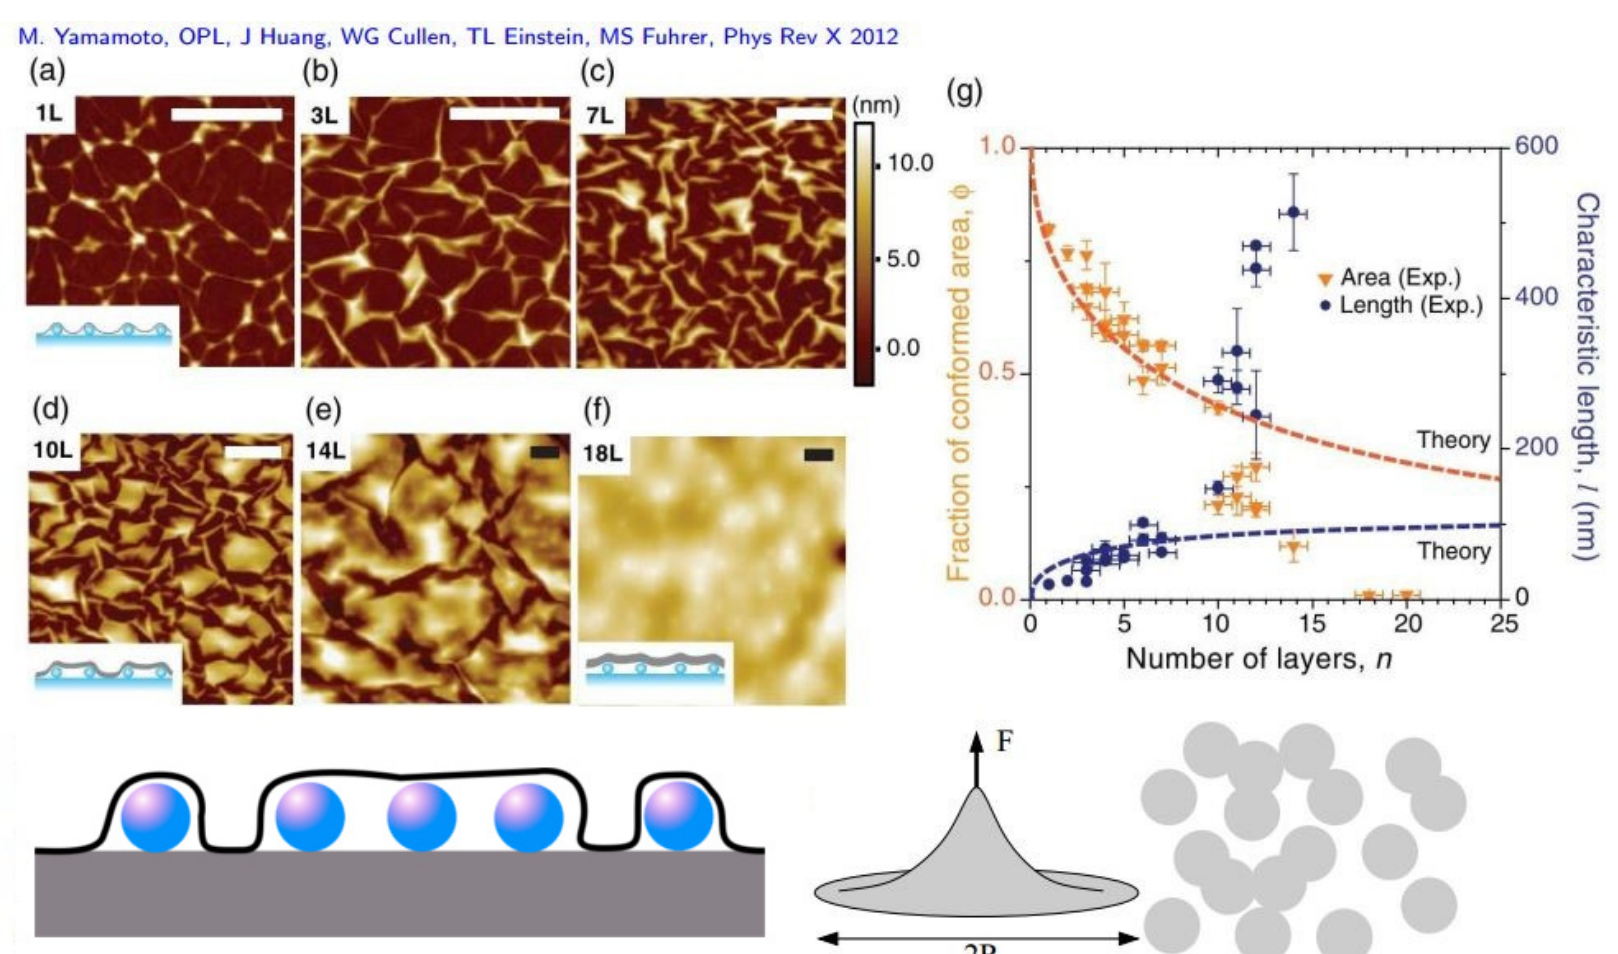 M. Yamamoto, OPL, J Huang, WG Cullen, TL Einstein, MS Fuhrer, Phys Rev X 2012
(a)
1L
(b)
3L
(c)
7L
(nm)
10.0
5.0
0.0
(d)
10L
(e)
14L
(f)
18L
(g)
Fraction of conformed area, ϕ
1.0
0.5
0.0
600
400
200
0
Characteristic length, l (nm)
Area (Exp.)
Length (Exp.)
Theory
Theory
0 5 10 15 20 25
Number of layers, n
F